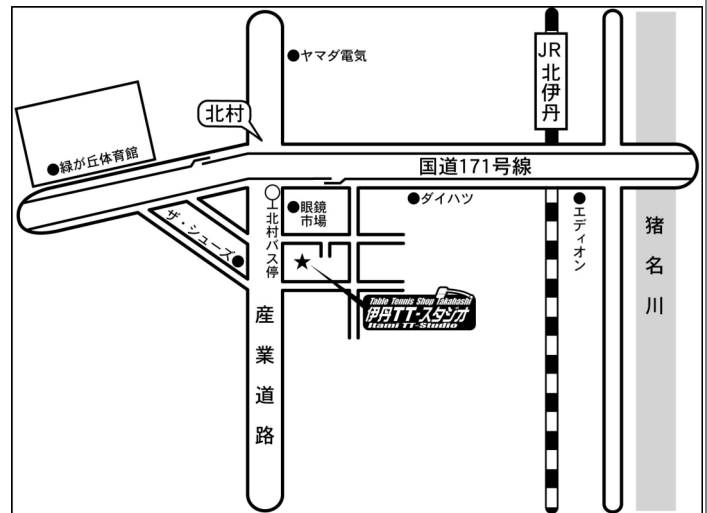 ヤマダ電気
JR
北伊丹
北村
緑が丘体育館
国道171号線
ダイハツ
眼鏡
市場
エディオン
北村バス停
ザ・シューズ
猪名川
Table Tennis Shop Takahashi
伊丹TT-スタジオ
Itami TT-Studio
産業道路